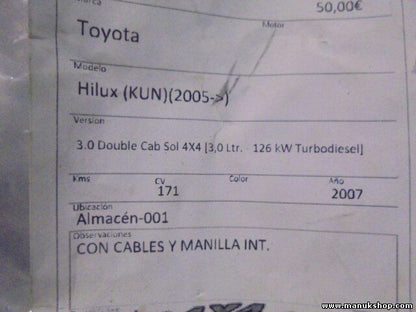 Marca
50,00€
Toyota
Motor
Modelo
Hilux (KUN)(2005->)
Version
3.0 Double Cab Sol 4X4 [3,0 Ltr. - 126 kW Turbodiesel]
Kms CV Color Año
171 2007
Ubicación
Almacén-001
Observaciones
CON CABLES Y MANILLA INT.
www.manukshop.com